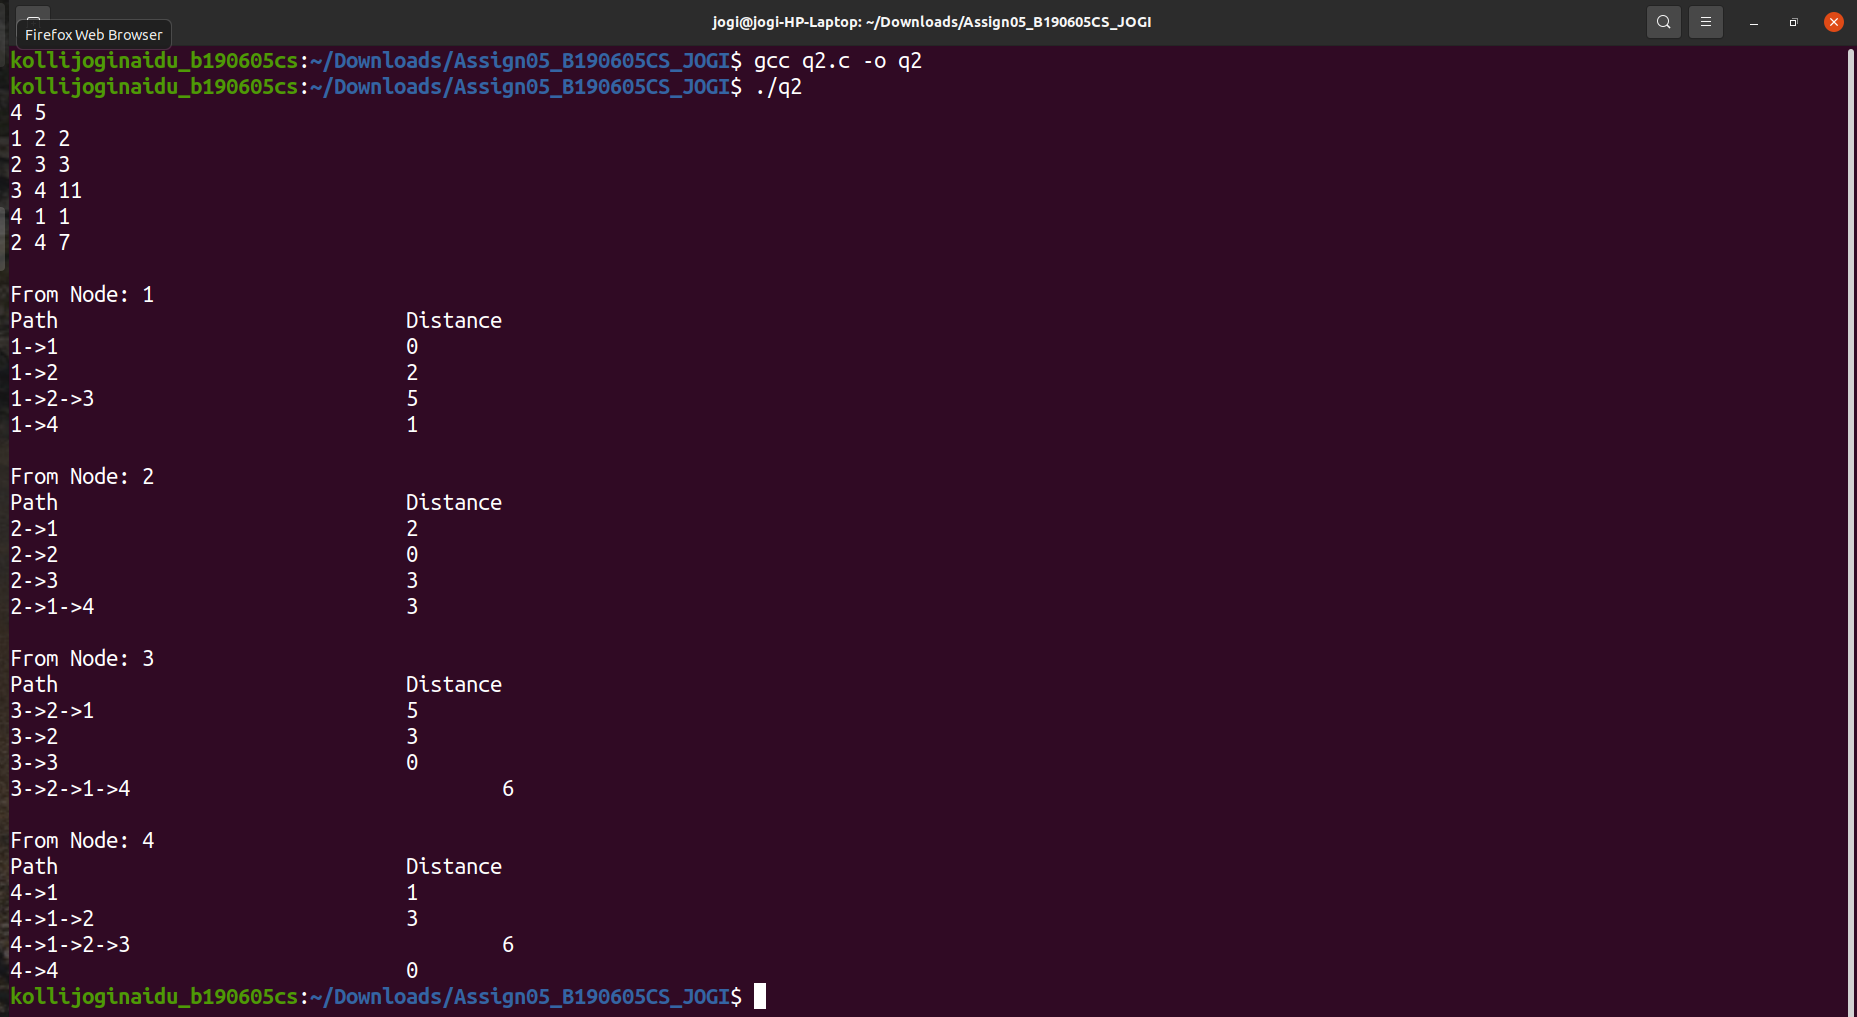 jogi@jogi-HP-Laptop: ~/Downloads/Assign05_B190605CS_JOGI
Firefox Web Browser
kollijoginaidu_b190605cs:~/Downloads/Assign05_B190605CS_JOGI$ gcc q2.c -o q2
kollijoginaidu_b190605cs:~/Downloads/Assign05_B190605CS_JOGI$ ./q2
4 5
1 2 2
2 3 3
3 4 11
4 1 1
2 4 7
From Node: 1
Path Distance
1->1 0
1->2 2
1->2->3 5
1->4 1
From Node: 2
Path Distance
2->1 2
2->2 0
2->3 3
2->1->4 3
From Node: 3
Path Distance
3->2->1 5
3->2 3
3->3 0
3->2->1->4 6
From Node: 4
Path Distance
4->1 1
4->1->2 3
4->1->2->3 6
4->4 0
kollijoginaidu_b190605cs:~/Downloads/Assign05_B190605CS_JOGI$